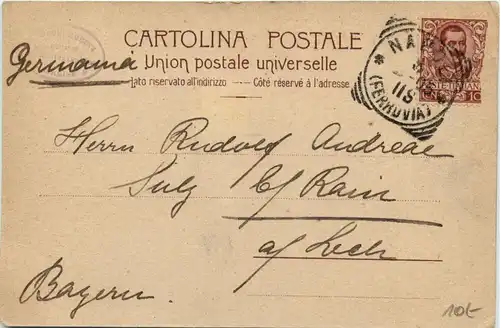 CARTOLINA POSTALE
Germania
Union postale universelle
lato riservato all'indirizzo --- Côté réservé à l'adresse
(FERROVIA)
Herrn Rudolf Andreae
Sulz b/Rain
a/Lech
Bayern.
10.-